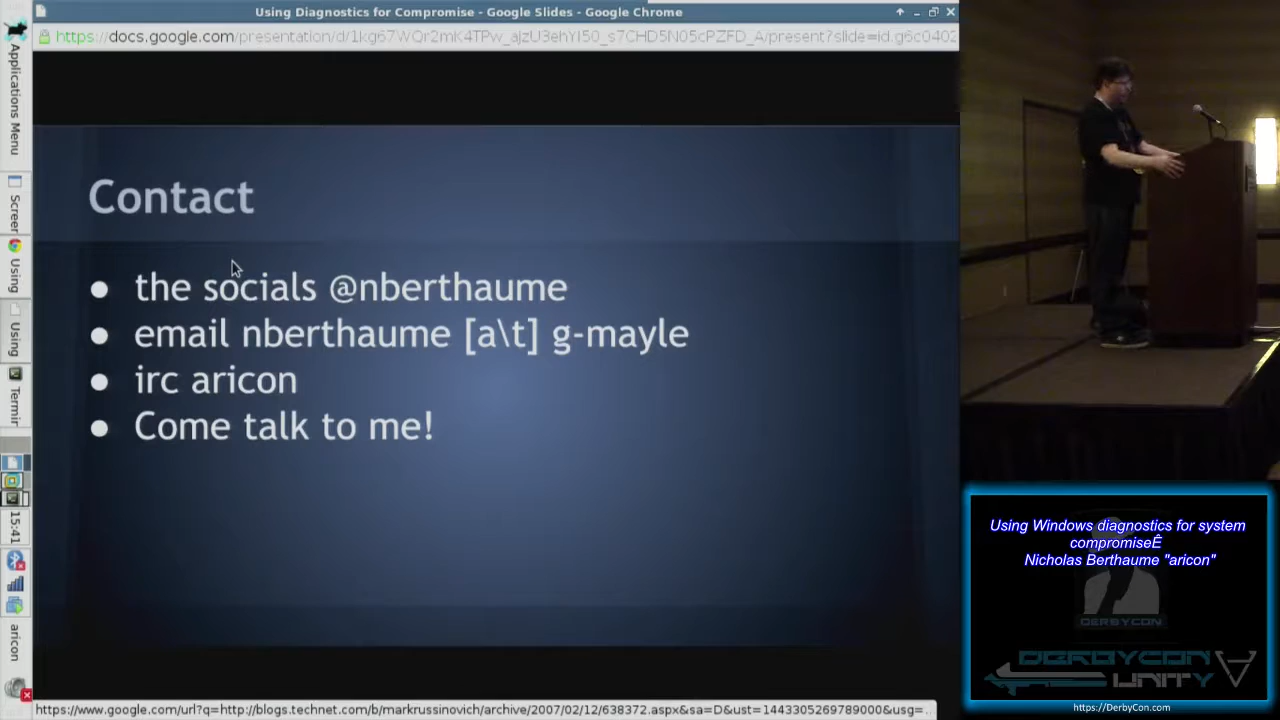 Using Diagnostics for Compromise - Google Slides - Google Chrome
https://docs.google.com/presentation/d/1kg67WQr2mK4TPw_ajzU3ehYI50_s7CHD5N05cPZFD_A/present?slide=id.g6c0402
Applications Menu
Screer
Using
Using
Termir
15:41
aricon
Contact
the socials @nberthaume
email nberthaume [a\t] g-mayle
irc aricon
Come talk to me!
https://www.google.com/url?q=http://blogs.technet.com/b/markrussinovich/archive/2007/02/12/638372.aspx&sa=D&ust=1443305269789000&usg=...
Using Windows diagnostics for system
compromiseÊ
Nicholas Berthaume "aricon"
DERBYCON
DERBYCON
UNITY
https://DerbyCon.com